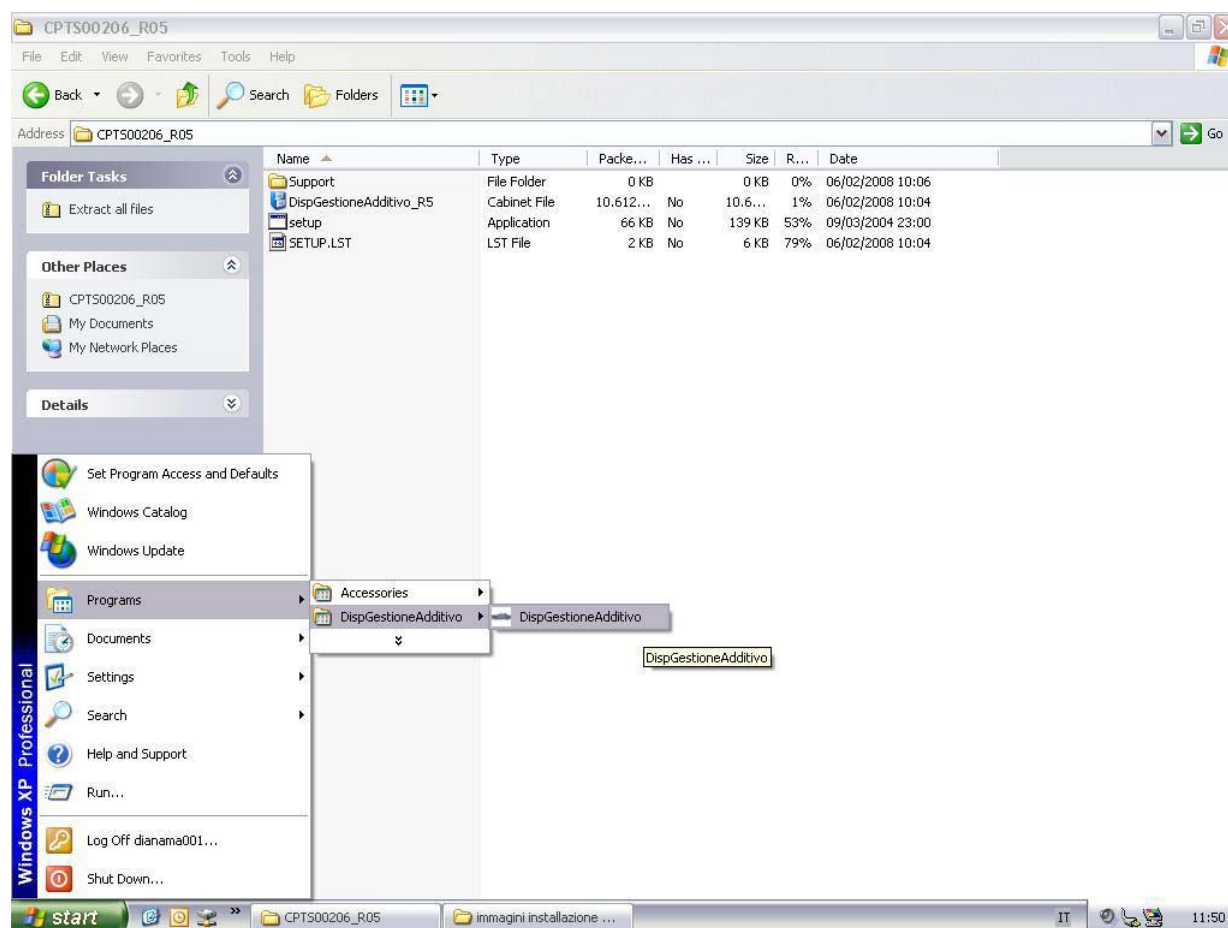 CPTS00206_R05
File Edit View Favorites Tools Help
Back Search Folders
Address CPTS00206_R05 Go
Name Type Packe... Has ... Size R... Date
Folder Tasks
Extract all files
Support File Folder 0 KB 0 KB 0% 06/02/2008 10:06
DispGestioneAdditivo_R5 Cabinet File 10.612... No 10.6... 1% 06/02/2008 10:04
setup Application 66 KB No 139 KB 53% 09/03/2004 23:00
SETUP.LST LST File 2 KB No 6 KB 79% 06/02/2008 10:04
Other Places
CPTS00206_R05
My Documents
My Network Places
Details
Set Program Access and Defaults
Windows Catalog
Windows Update
Programs
Documents
Settings
Search
Help and Support
Run...
Log Off dianama001...
Shut Down...
Windows XP Professional
Accessories
DispGestioneAdditivo
DispGestioneAdditivo
DispGestioneAdditivo
start CPTS00206_R05 immagini installazione ... IT 11:50